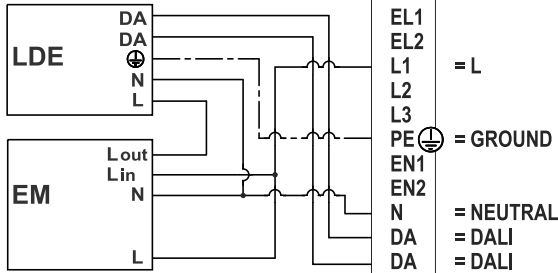 LDE
DA
DA
N
L
EM
Lout
Lin
N
L
EL1
EL2
L1 = L
L2
L3
PE = GROUND
EN1
EN2
N = NEUTRAL
DA = DALI
DA = DALI